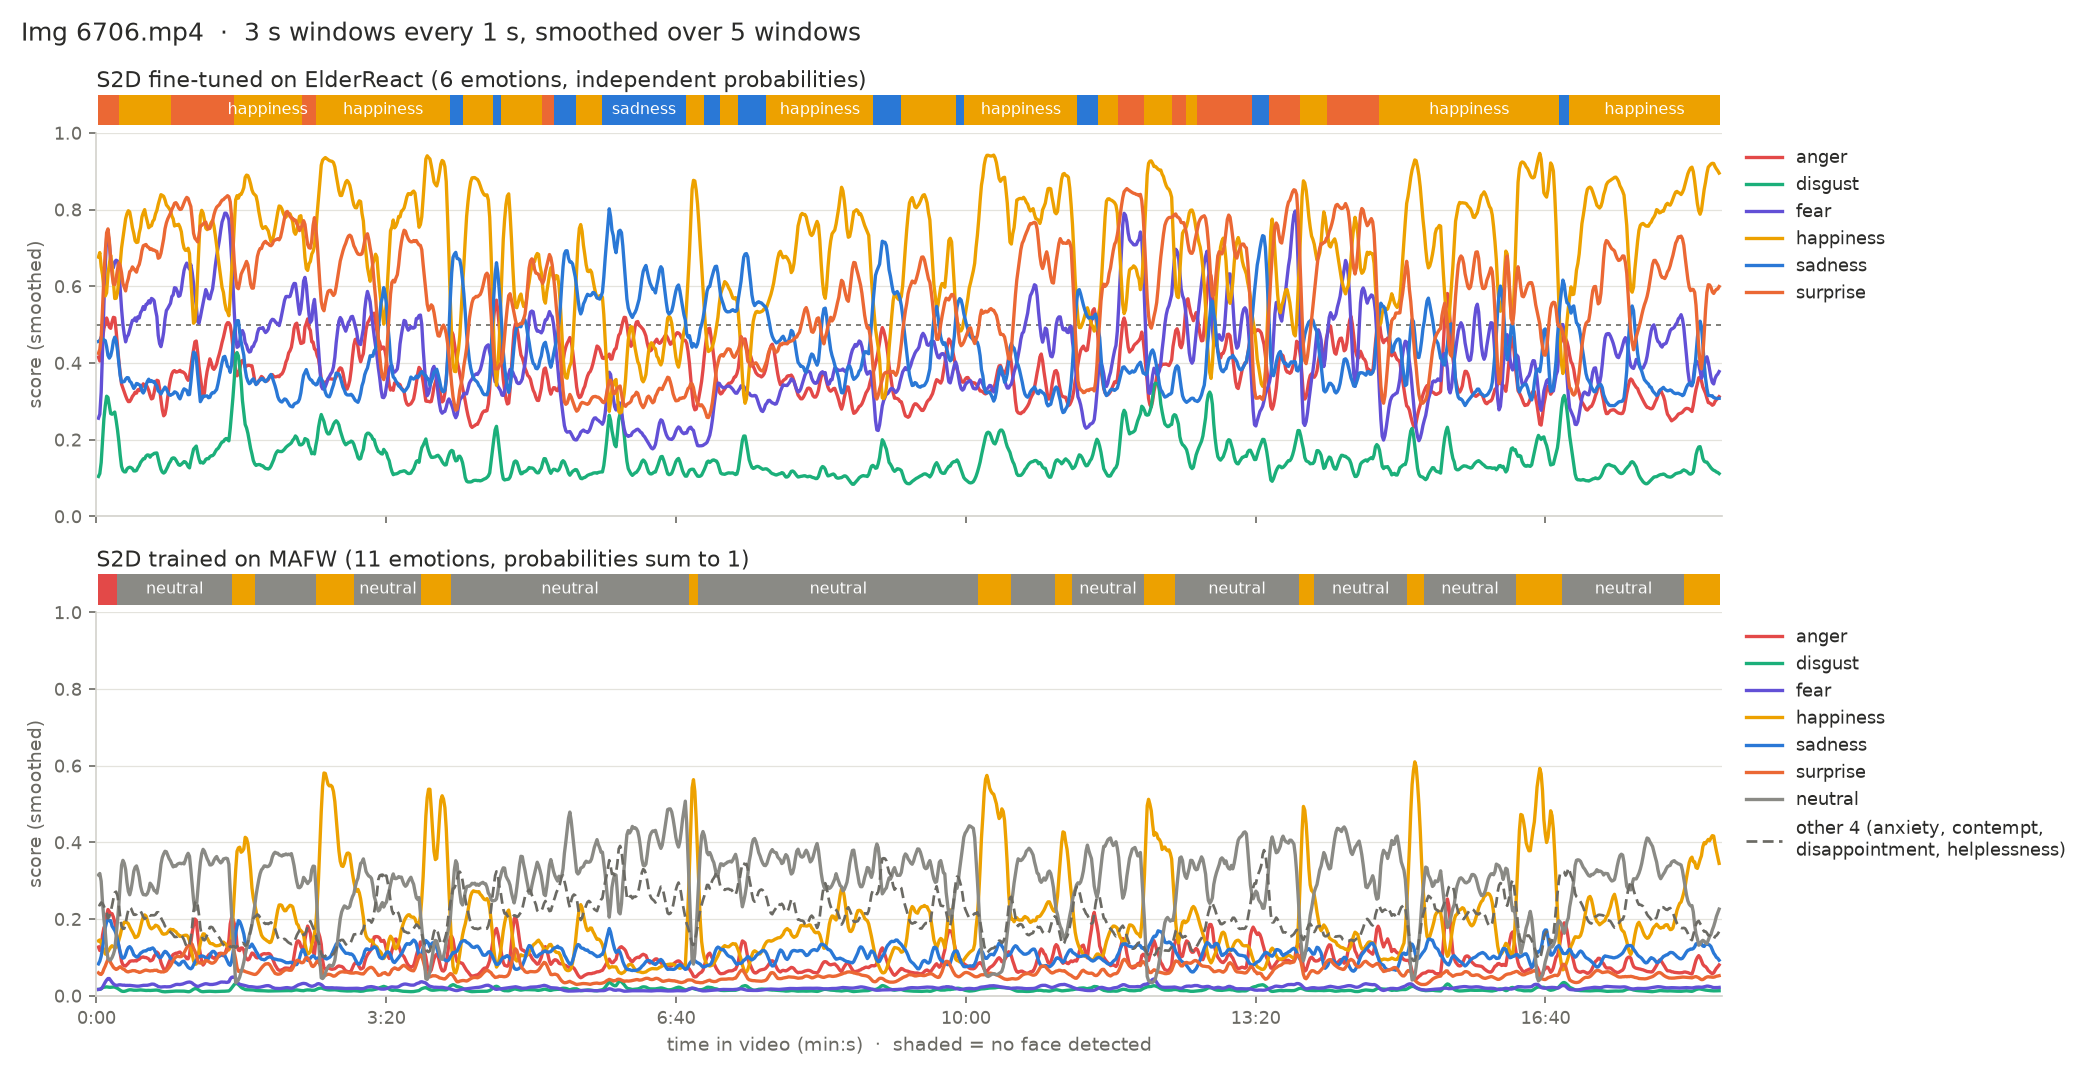 Img 6706.mp4 · 3 s windows every 1 s, smoothed over 5 windows
S2D fine-tuned on ElderReact (6 emotions, independent probabilities)
happiness happiness sadness happiness happiness happiness happiness
1.0
0.8
0.6
0.4
0.2
0.0
score (smoothed)
anger
disgust
fear
happiness
sadness
surprise
S2D trained on MAFW (11 emotions, probabilities sum to 1)
neutral neutral neutral neutral neutral neutral neutral neutral neutral
1.0
0.8
0.6
0.4
0.2
0.0
score (smoothed)
anger
disgust
fear
happiness
sadness
surprise
neutral
other 4 (anxiety, contempt,
disappointment, helplessness)
0:00 3:20 6:40 10:00 13:20 16:40
time in video (min:s) · shaded = no face detected